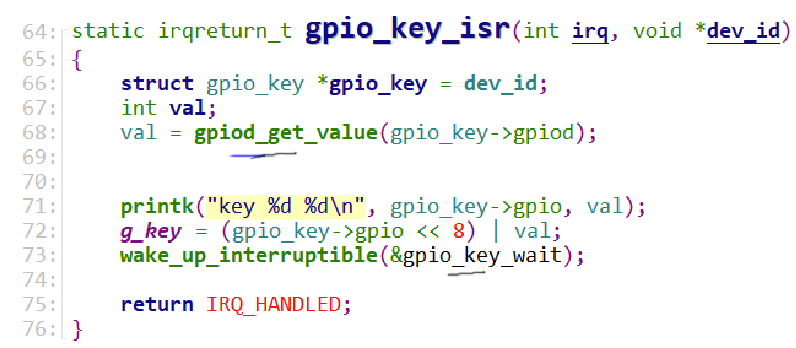 64: static irqreturn_t gpio_key_isr(int irq, void *dev_id)
65: {
66:     struct gpio_key *gpio_key = dev_id;
67:     int val;
68:     val = gpiod_get_value(gpio_key->gpiod);
69:
70:
71:     printk("key %d %d\n", gpio_key->gpio, val);
72:     g_key = (gpio_key->gpio << 8) | val;
73:     wake_up_interruptible(&gpio_key_wait);
74:
75:     return IRQ_HANDLED;
76: }